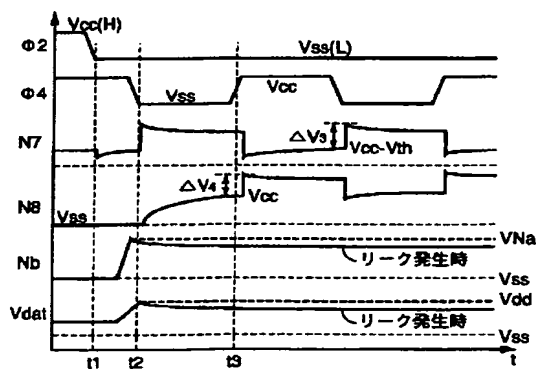 Vcc(H)
Φ2
Vss(L)
Φ4
Vss
Vcc
N7
ΔV3
Vcc-Vth
N8
ΔV4
Vcc
Vss
Nb
VNa
リーク発生時
Vss
Vdat
Vdd
リーク発生時
Vss
t1
t2
t3
t